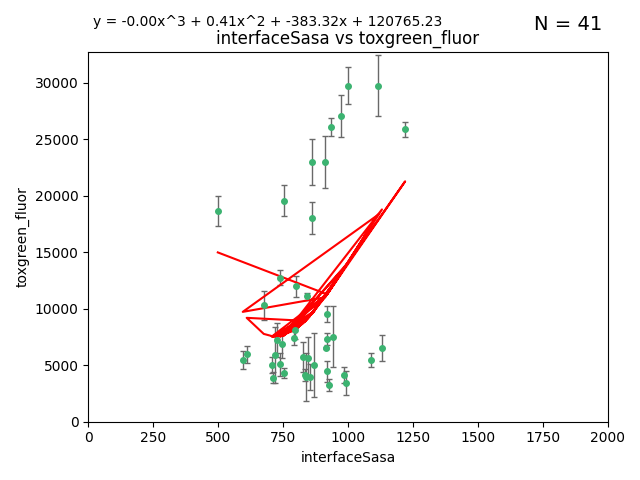 y = -0.00x^3 + 0.41x^2 + -383.32x + 120765.23
N = 41
interfaceSasa vs toxgreen_fluor
30000
25000
20000
15000
10000
5000
0
toxgreen_fluor
0 250 500 750 1000 1250 1500 1750 2000
interfaceSasa